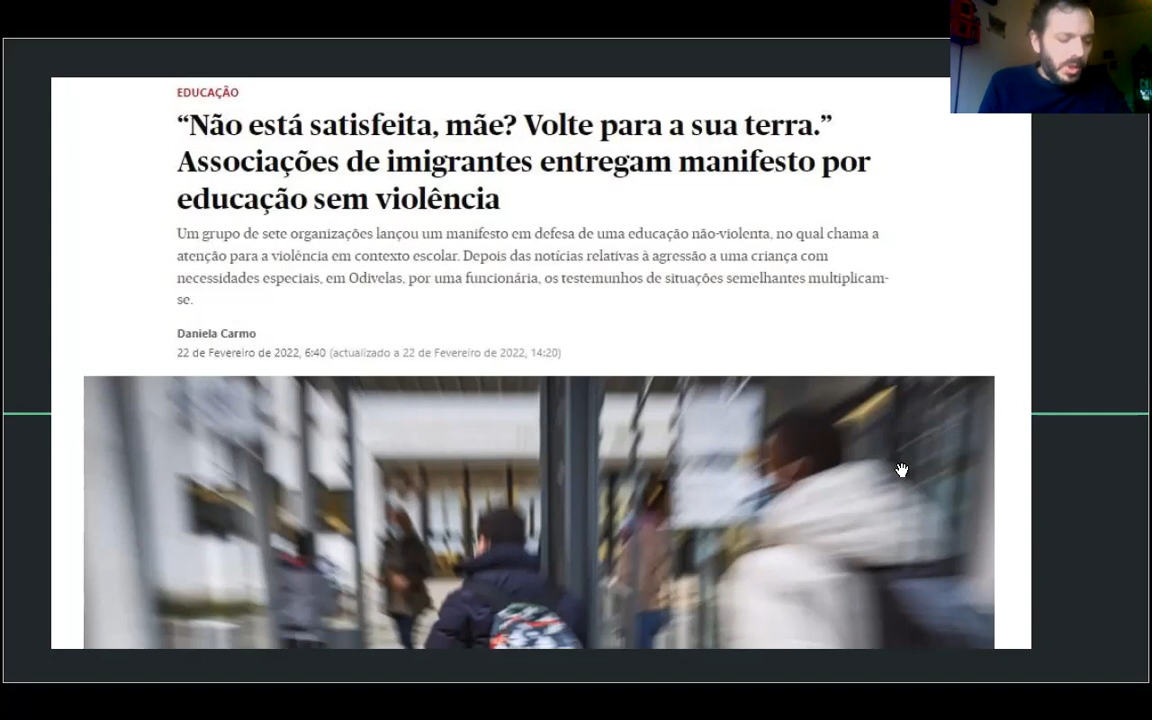 EDUCAÇÃO
“Não está satisfeita, mãe? Volte para a sua terra.”
Associações de imigrantes entregam manifesto por
educação sem violência
Um grupo de sete organizações lançou um manifesto em defesa de uma educação não-violenta, no qual chama a
atenção para a violência em contexto escolar. Depois das notícias relativas à agressão a uma criança com
necessidades especiais, em Odivelas, por uma funcionária, os testemunhos de situações semelhantes multiplicam-
se.
Daniela Carmo
22 de Fevereiro de 2022, 6:40 (actualizado a 22 de Fevereiro de 2022, 14:20)